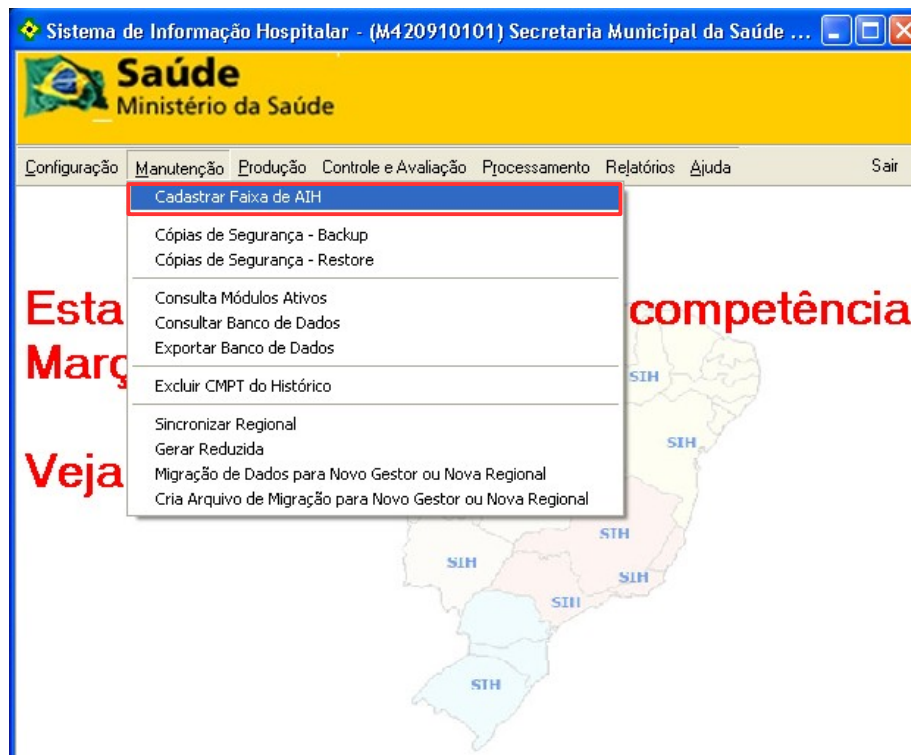 Sistema de Informação Hospitalar - (M420910101) Secretaria Municipal da Saúde ...
Saúde
Ministério da Saúde
Configuração Manutenção Produção Controle e Avaliação Processamento Relatórios Ajuda Sair
Cadastrar Faixa de AIH
Cópias de Segurança - Backup
Cópias de Segurança - Restore
Consulta Módulos Ativos
Consultar Banco de Dados
Exportar Banco de Dados
Excluir CMPT do Histórico
Sincronizar Regional
Gerar Reduzida
Migração de Dados para Novo Gestor ou Nova Regional
Cria Arquivo de Migração para Novo Gestor ou Nova Regional
Esta competência
Març
Veja
SIH
SIH
SIH
SIH
SIH
SIH
SIH